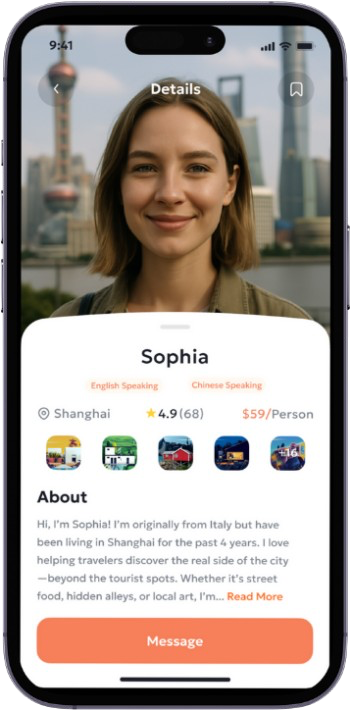 9:41
Details
Sophia
English Speaking Chinese Speaking
Shanghai 4.9 (68) $59/Person
+16
About
Hi, I'm Sophia! I'm originally from Italy but have
been living in Shanghai for the past 4 years. I love
helping travelers discover the real side of the city
—beyond the tourist spots. Whether it's street
food, hidden alleys, or local art, I'm... Read More
Message